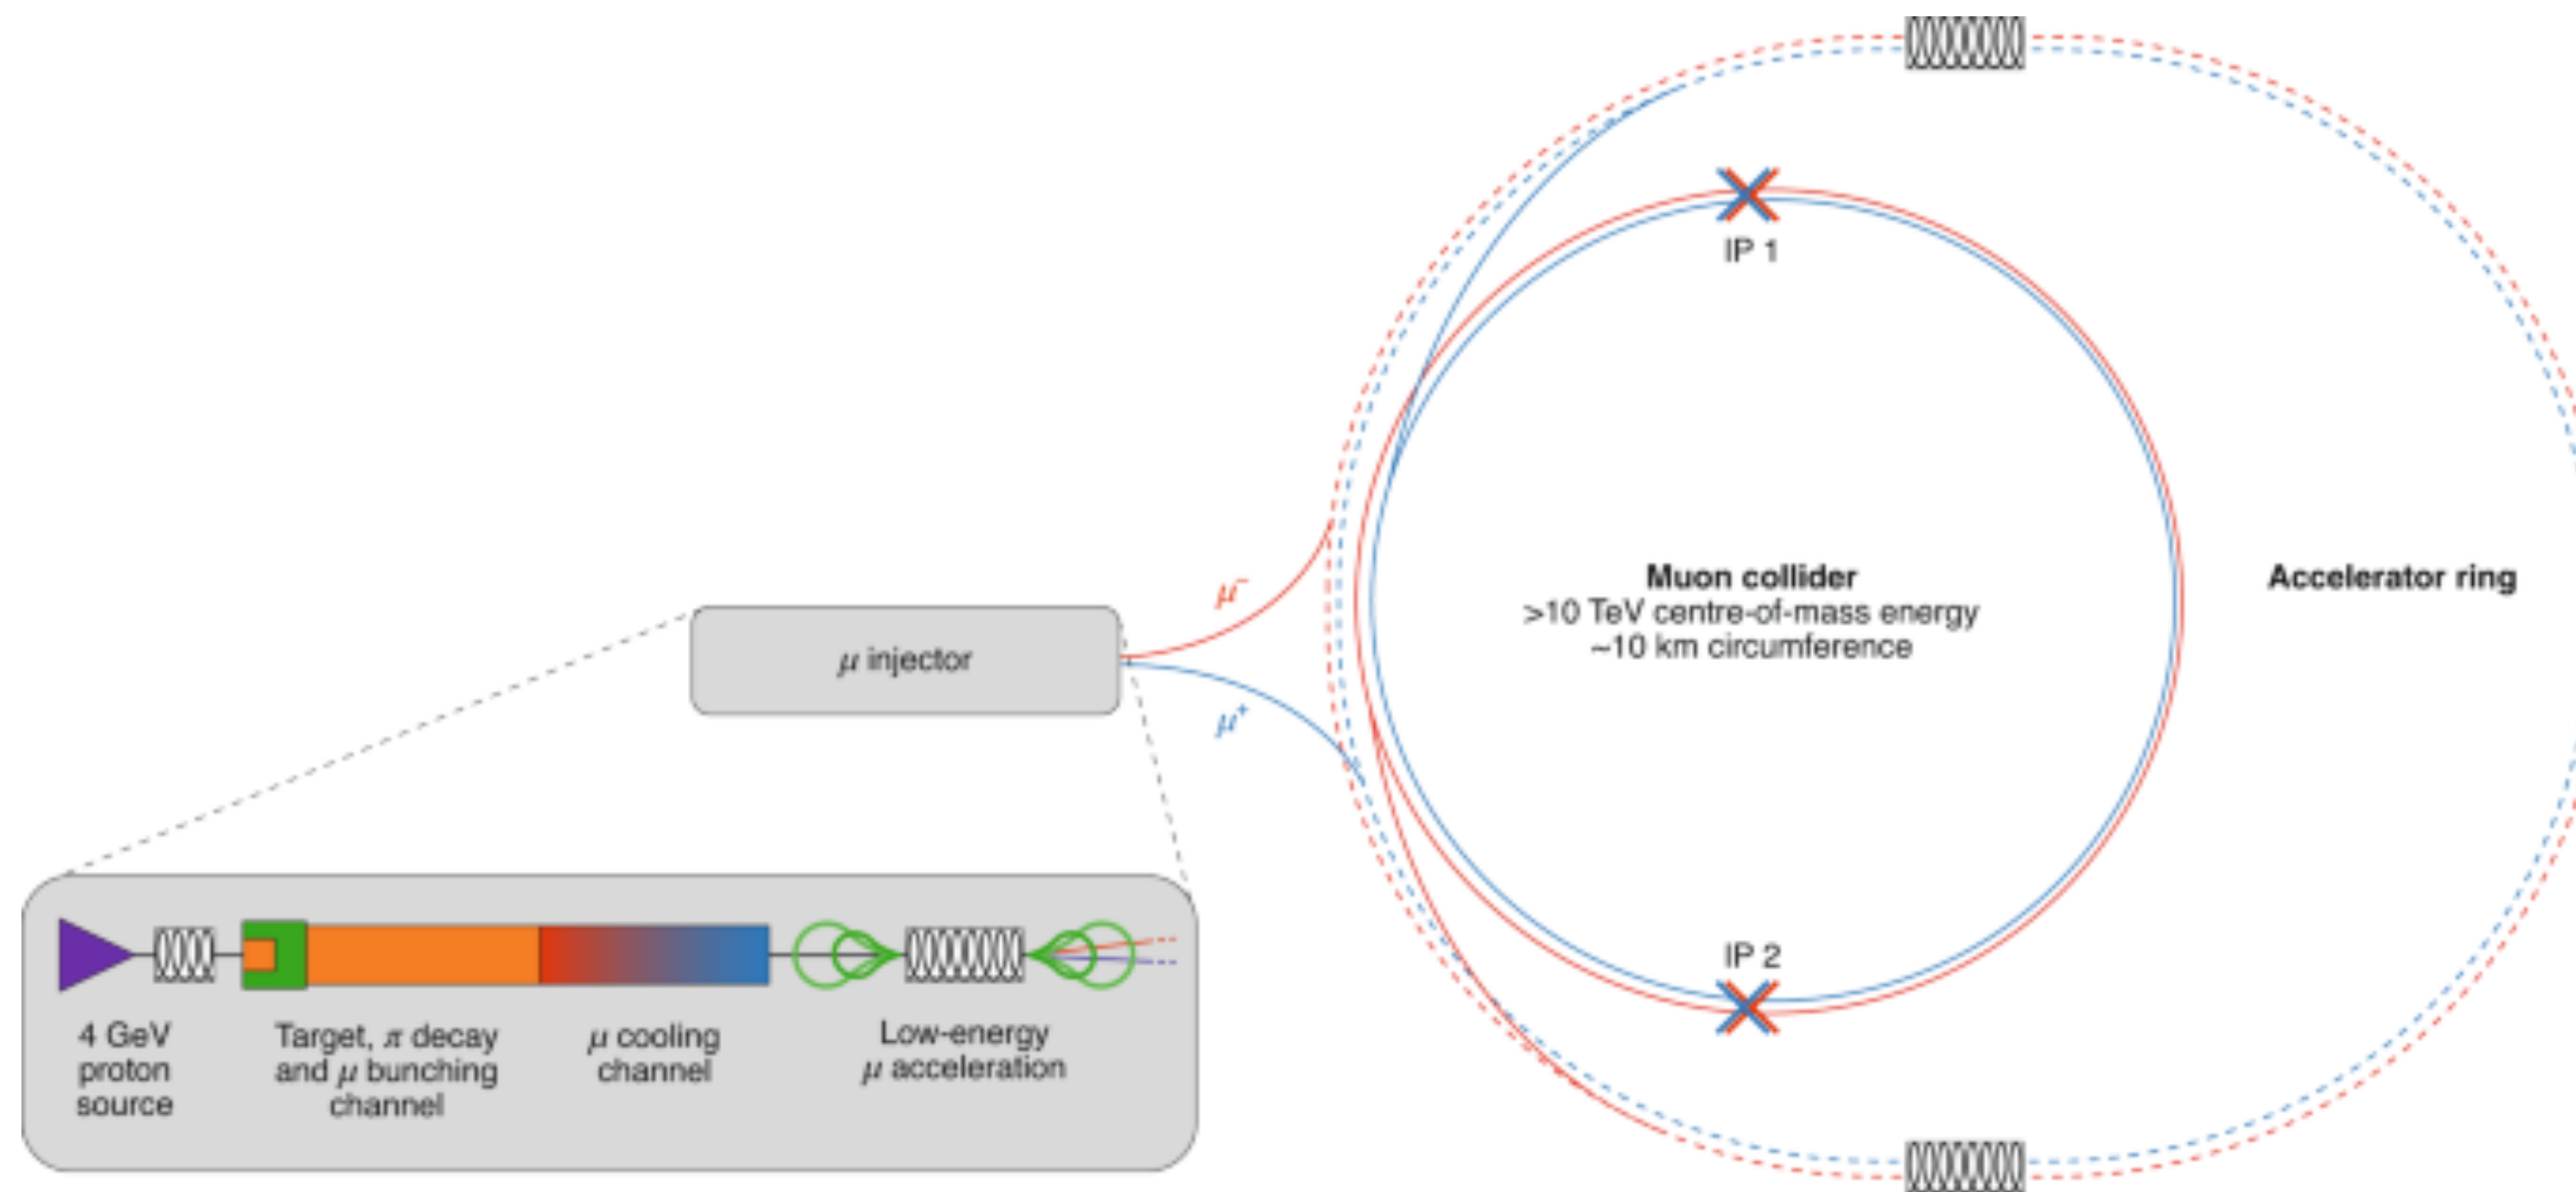 IP 1
Muon collider
>10 TeV centre-of-mass energy
~10 km circumference
Accelerator ring
μ⁻
μ injector
μ⁺
IP 2
4 GeV
proton
source
Target, π decay
and μ bunching
channel
μ cooling
channel
Low-energy
μ acceleration